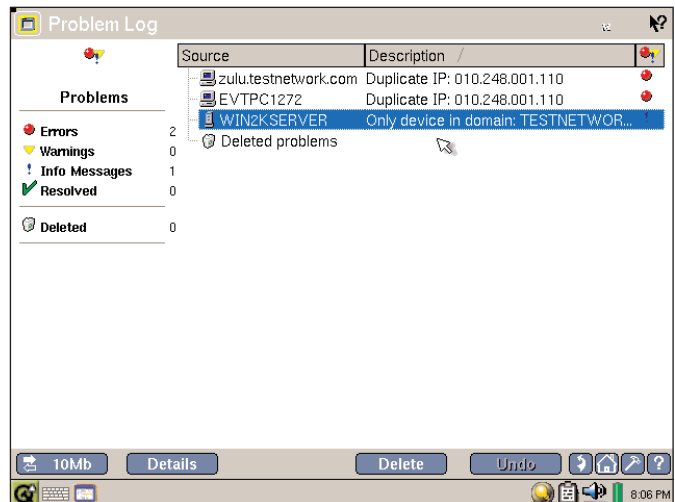 Problem Log
Source Description
Problems
Errors 2
Warnings 0
Info Messages 1
Resolved 0
Deleted 0
zulu.testnetwork.com Duplicate IP: 010.248.001.110
EVTPC1272 Duplicate IP: 010.248.001.110
WIN2KSERVER Only device in domain: TESTNETWOR...
Deleted problems
10Mb Details Delete Undo ?
8:06 PM